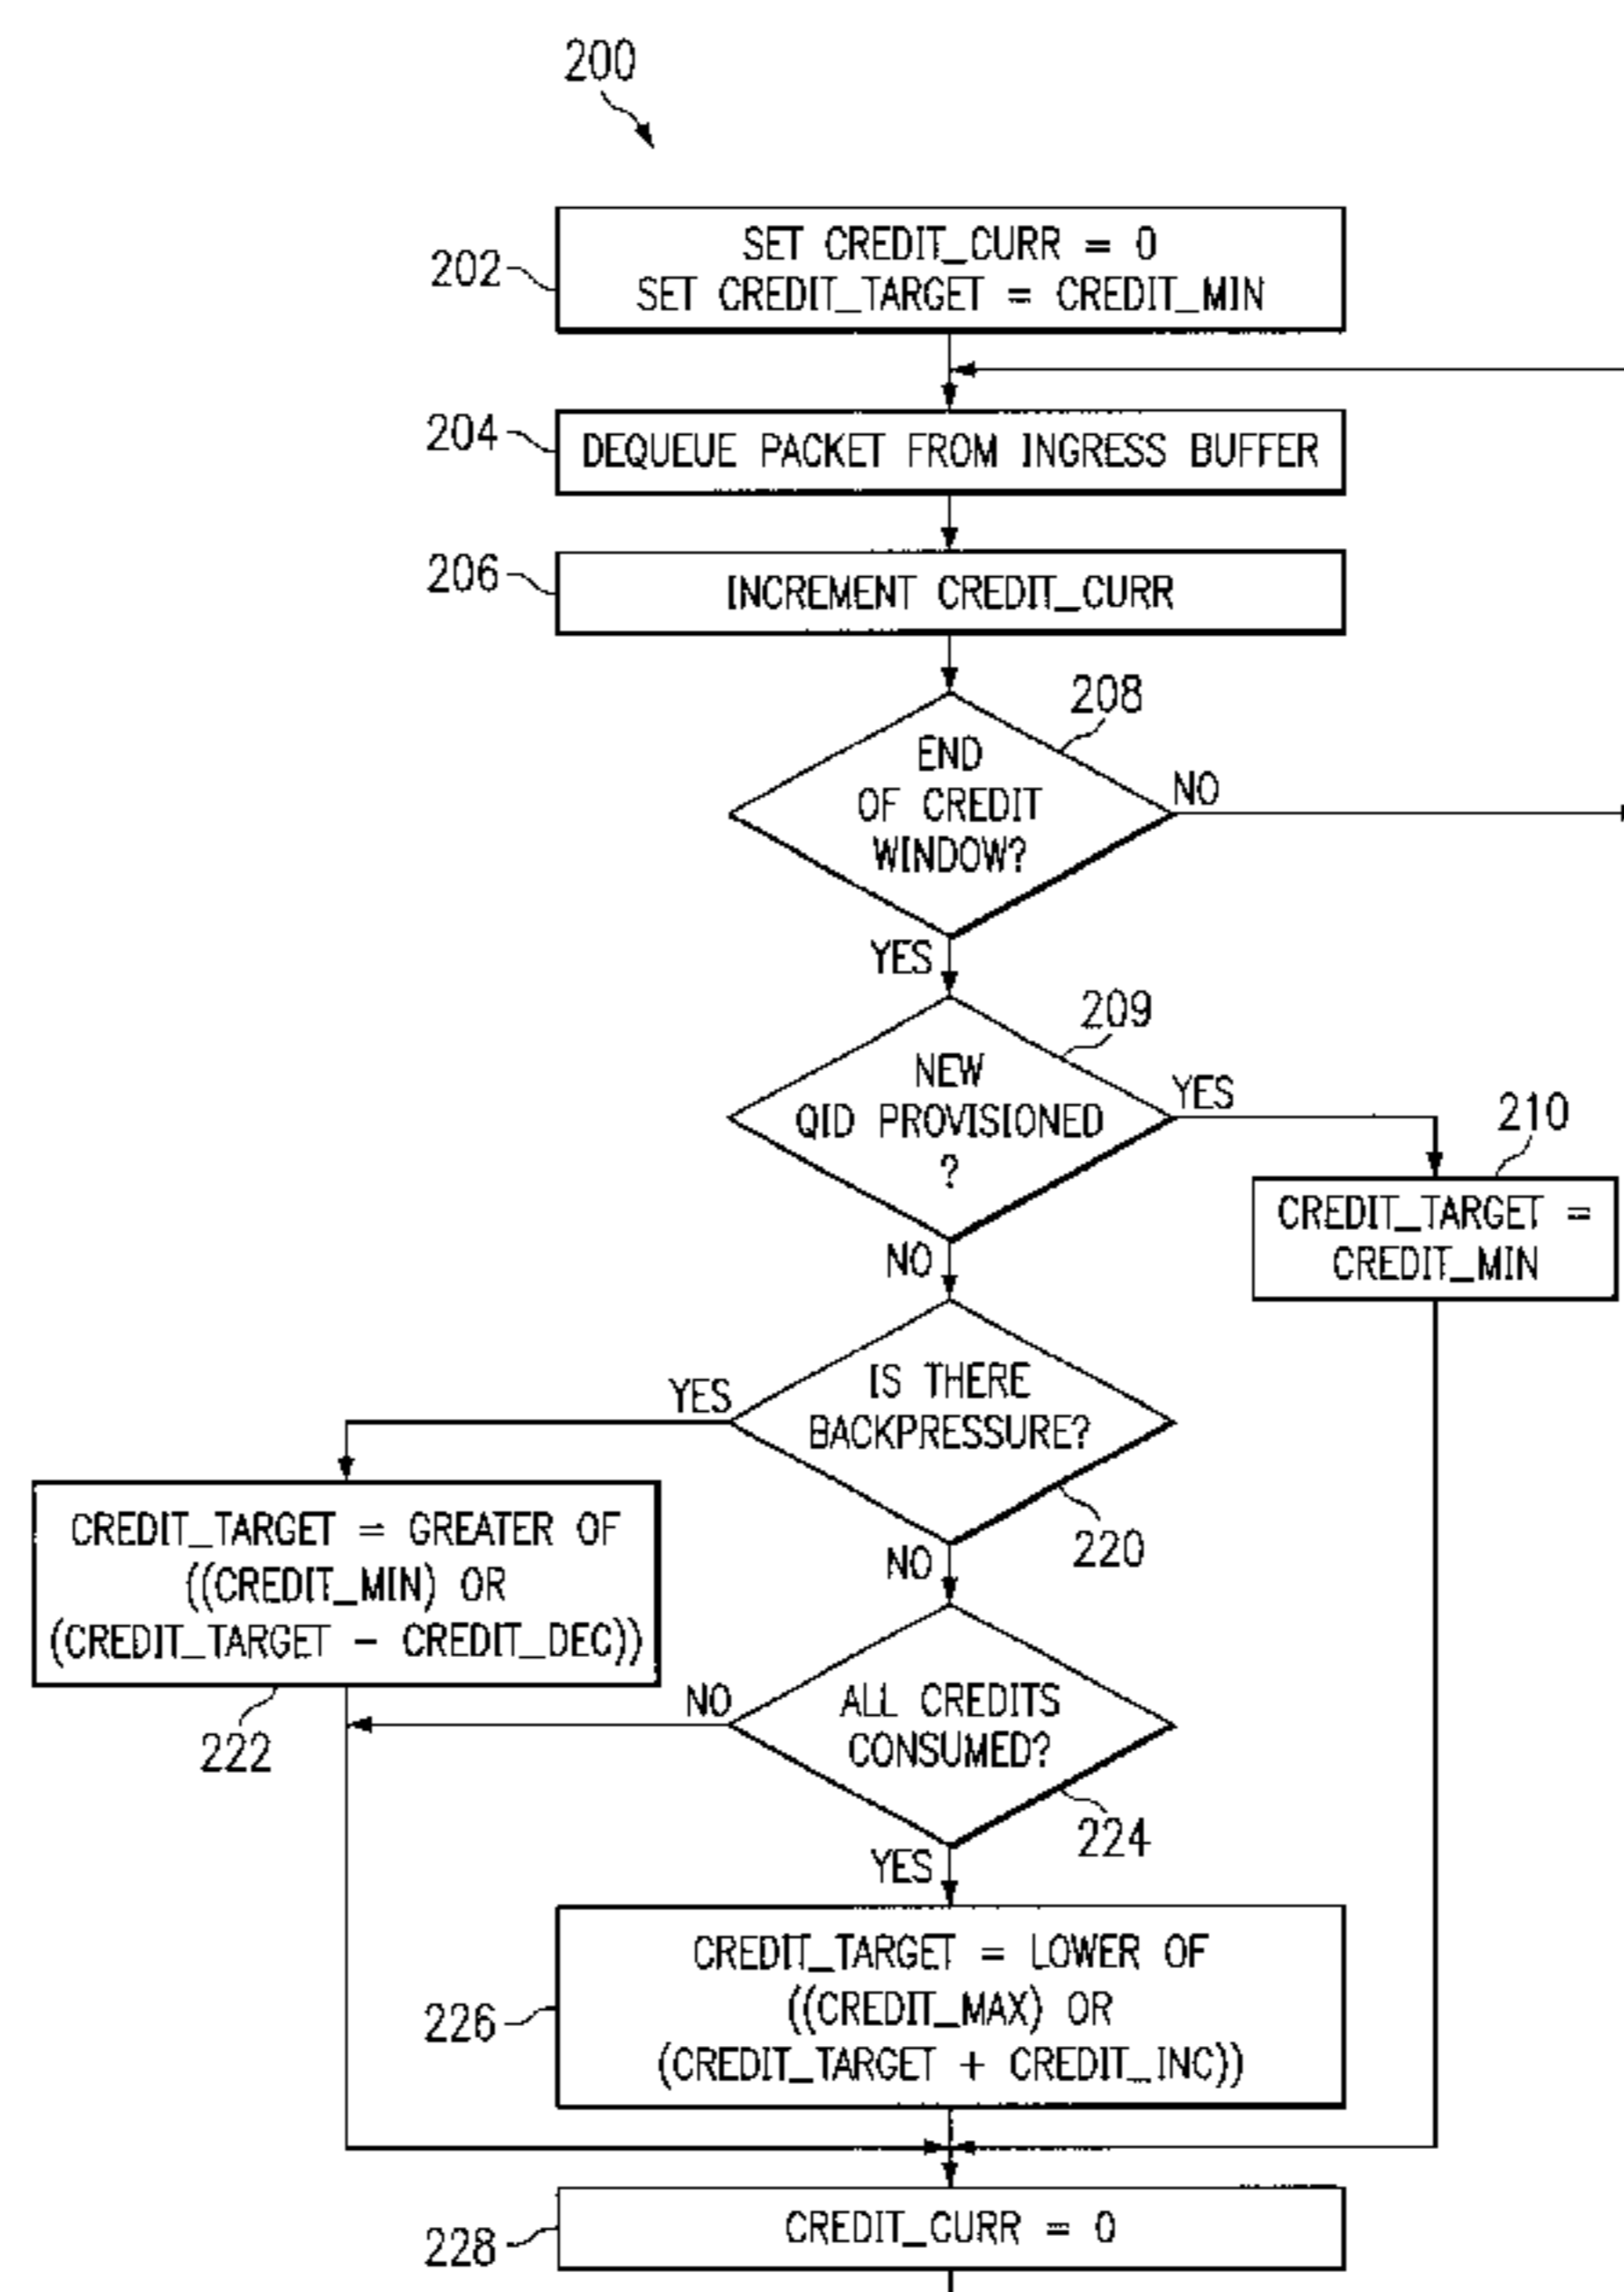 200
202
SET CREDIT_CURR = 0
SET CREDIT_TARGET = CREDIT_MIN
204
DEQUEUE PACKET FROM INGRESS BUFFER
206
INCREMENT CREDIT_CURR
208
END
OF CREDIT
WINDOW?
NO
YES
209
NEW
QID PROVISIONED
?
YES
210
CREDIT_TARGET =
CREDIT_MIN
NO
IS THERE
BACKPRESSURE?
YES
220
CREDIT_TARGET = GREATER OF
((CREDIT_MIN) OR
(CREDIT_TARGET - CREDIT_DEC))
222
NO
ALL CREDITS
CONSUMED?
NO
224
YES
226
CREDIT_TARGET = LOWER OF
((CREDIT_MAX) OR
(CREDIT_TARGET + CREDIT_INC))
228
CREDIT_CURR = 0